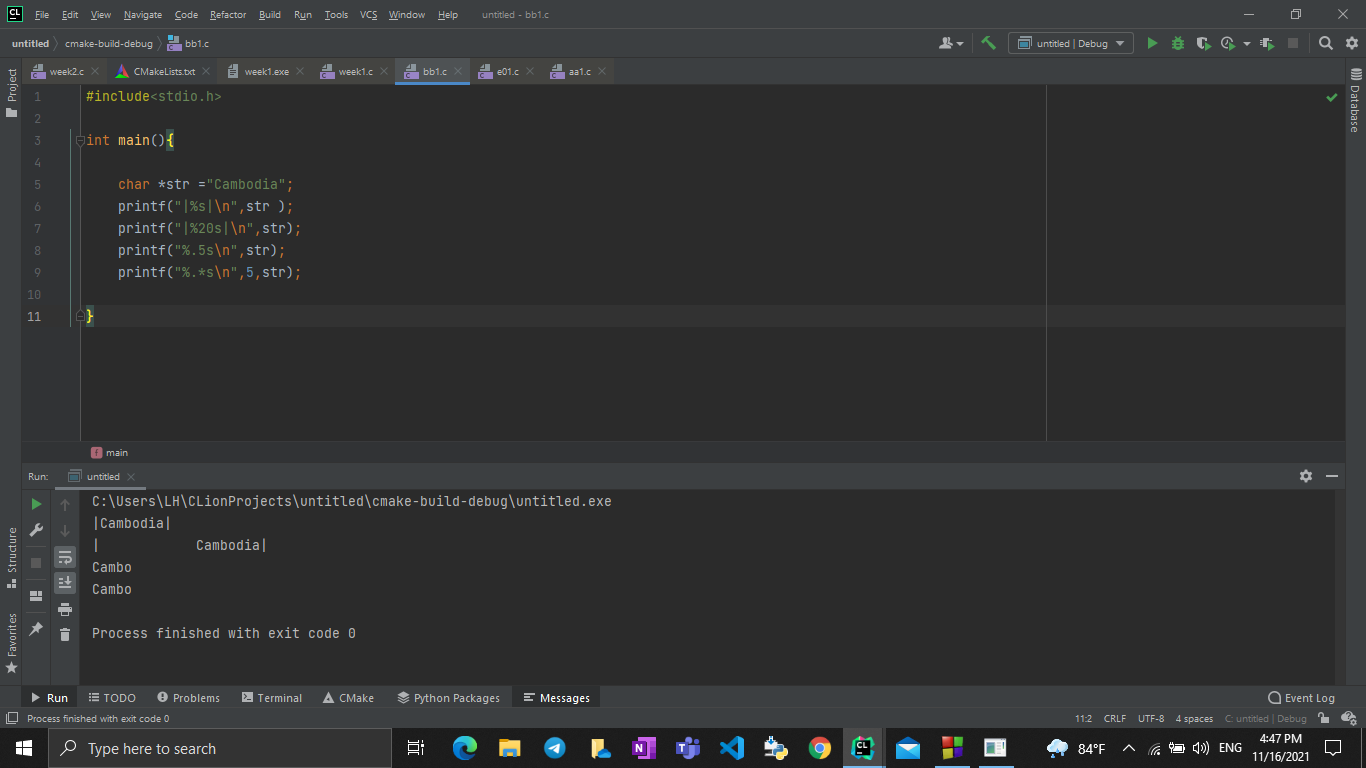 CL File Edit View Navigate Code Refactor Build Run Tools VCS Window Help untitled - bb1.c
untitled cmake-build-debug bb1.c untitled | Debug
Project
week2.c CMakeLists.txt week1.exe week1.c bb1.c e01.c aa1.c
Database
1 #include<stdio.h>
2
3 int main(){
4
5 char *str ="Cambodia";
6 printf("|%s|\n",str );
7 printf("|%20s|\n",str);
8 printf("%.5s\n",str);
9 printf("%.*s\n",5,str);
10
11 }
main
Run: untitled
C:\Users\LH\CLionProjects\untitled\cmake-build-debug\untitled.exe
|Cambodia|
|            Cambodia|
Cambo
Cambo
Process finished with exit code 0
Structure
Favorites
Run TODO Problems Terminal CMake Python Packages Messages Event Log
Process finished with exit code 0 11:2 CRLF UTF-8 4 spaces C: untitled | Debug
Type here to search 84°F ENG 4:47 PM
11/16/2021